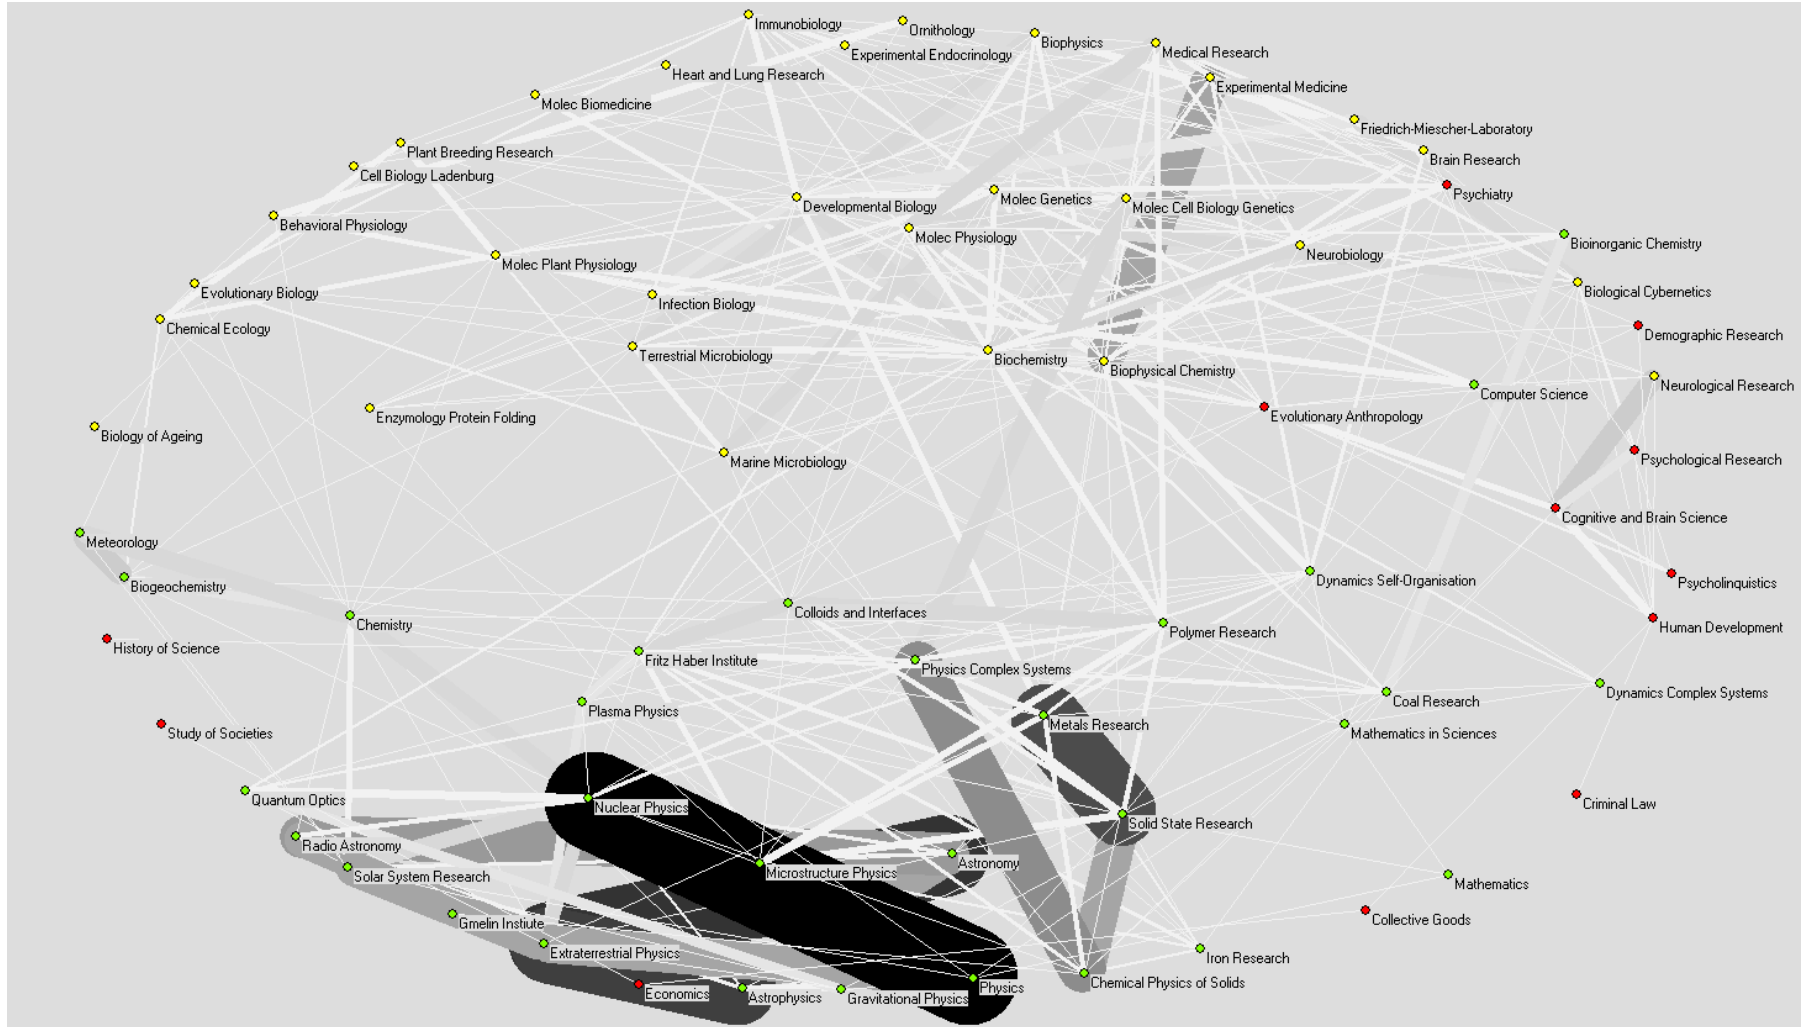 Immunobiology
Ornithology
Biophysics
Experimental Endocrinology
Medical Research
Heart and Lung Research
Experimental Medicine
Molec Biomedicine
Friedrich-Miescher-Laboratory
Plant Breeding Research
Brain Research
Cell Biology Ladenburg
Psychiatry
Developmental Biology
Molec Genetics
Molec Cell Biology Genetics
Behavioral Physiology
Molec Physiology
Bioinorganic Chemistry
Molec Plant Physiology
Neurobiology
Evolutionary Biology
Infection Biology
Biological Cybernetics
Chemical Ecology
Demographic Research
Terrestrial Microbiology
Biochemistry
Biophysical Chemistry
Neurological Research
Computer Science
Enzymology Protein Folding
Evolutionary Anthropology
Biology of Ageing
Marine Microbiology
Psychological Research
Cognitive and Brain Science
Meteorology
Biogeochemistry
Dynamics Self-Organisation
Psycholinquistics
Chemistry
Colloids and Interfaces
Polymer Research
Human Development
History of Science
Fritz Haber Institute
Physics Complex Systems
Dynamics Complex Systems
Coal Research
Plasma Physics
Metals Research
Study of Societies
Mathematics in Sciences
Quantum Optics
Nuclear Physics
Criminal Law
Solid State Research
Radio Astronomy
Astronomy
Solar System Research
Microstructure Physics
Mathematics
Gmelin Instiute
Collective Goods
Extraterrestrial Physics
Iron Research
Economics
Astrophysics
Gravitational Physics
Physics
Chemical Physics of Solids